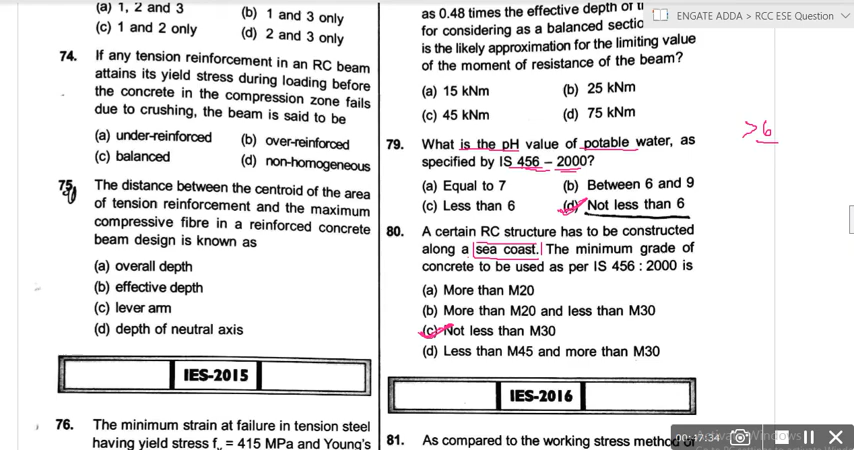 (a) 1, 2 and 3
(b) 1 and 3 only
(c) 1 and 2 only
(d) 2 and 3 only
74. If any tension reinforcement in an RC beam
attains its yield stress during loading before
the concrete in the compression zone fails
due to crushing, the beam is said to be
(a) under-reinforced
(b) over-reinforced
(c) balanced
(d) non-homogeneous
75. The distance between the centroid of the area
of tension reinforcement and the maximum
compressive fibre in a reinforced concrete
beam design is known as
(a) overall depth
(b) effective depth
(c) lever arm
(d) depth of neutral axis
IES-2015
76. The minimum strain at failure in tension steel
having yield stress fy = 415 MPa and Young's
as 0.48 times the effective depth of
for considering as a balanced sectio
is the likely approximation for the limiting value
of the moment of resistance of the beam?
(a) 15 kNm
(b) 25 kNm
(c) 45 kNm
(d) 75 kNm
79. What is the pH value of potable water, as
specified by IS 456 – 2000?
(a) Equal to 7
(b) Between 6 and 9
(c) Less than 6
(d) Not less than 6
80. A certain RC structure has to be constructed
along a sea coast. The minimum grade of
concrete to be used as per IS 456 : 2000 is
(a) More than M20
(b) More than M20 and less than M30
(c) Not less than M30
(d) Less than M45 and more than M30
IES-2016
81. As compared to the working stress method of
ENGATE ADDA > RCC ESE Question
>6
00:17:34